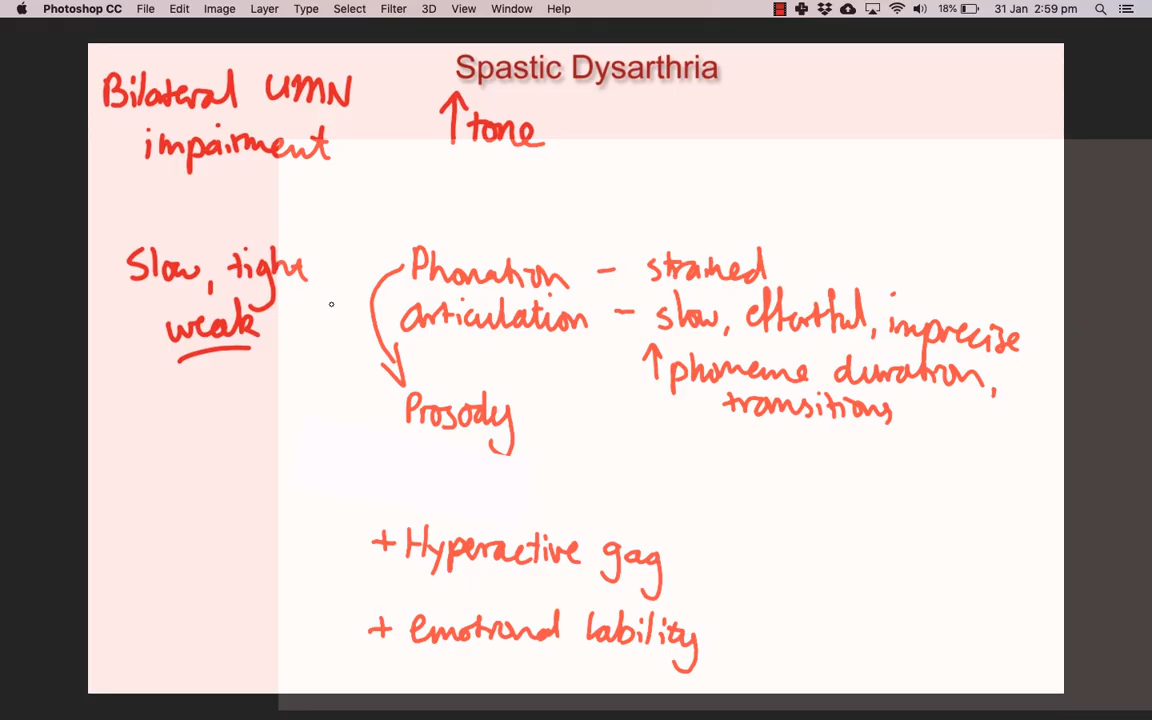 Photoshop CC File Edit Image Layer Type Select Filter 3D View Window Help 18% 31 Jan 2:59 pm
Spastic Dysarthria
Bilateral UMN
impairment
↑ tone
Slow, tight
weak
Phonation - strained
articulation - slow, effortful, imprecise
↑ phoneme duration,
transitions
Prosody
+ Hyperactive gag
+ emotional lability